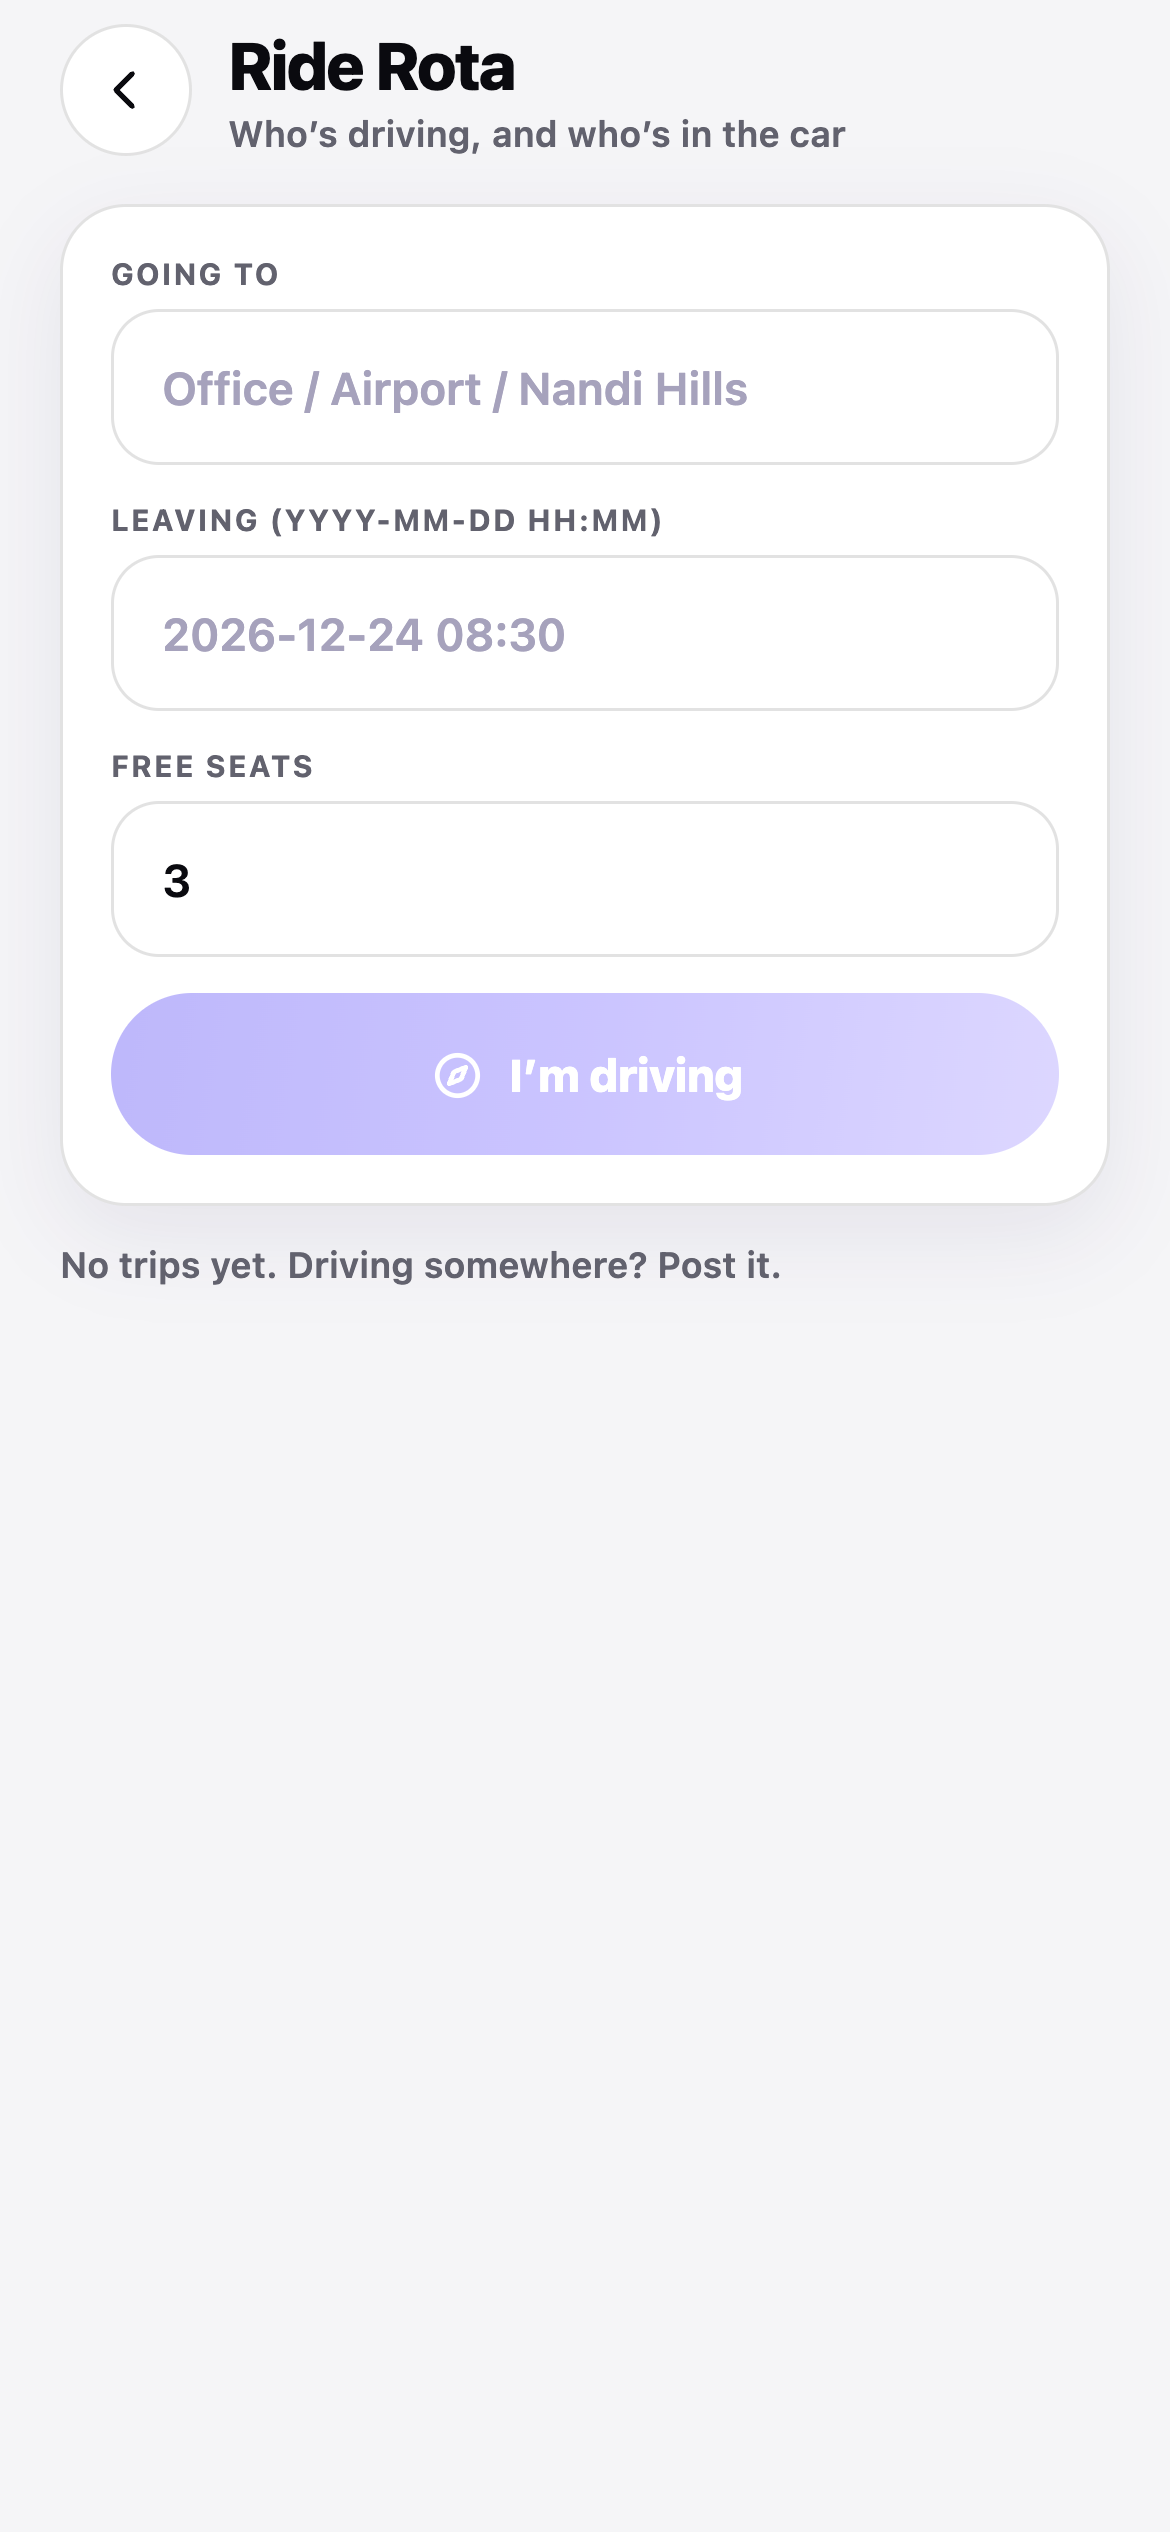 Ride Rota
Who’s driving, and who’s in the car
GOING TO
Office / Airport / Nandi Hills
LEAVING (YYYY-MM-DD HH:MM)
2026-12-24 08:30
FREE SEATS
3
I’m driving
No trips yet. Driving somewhere? Post it.